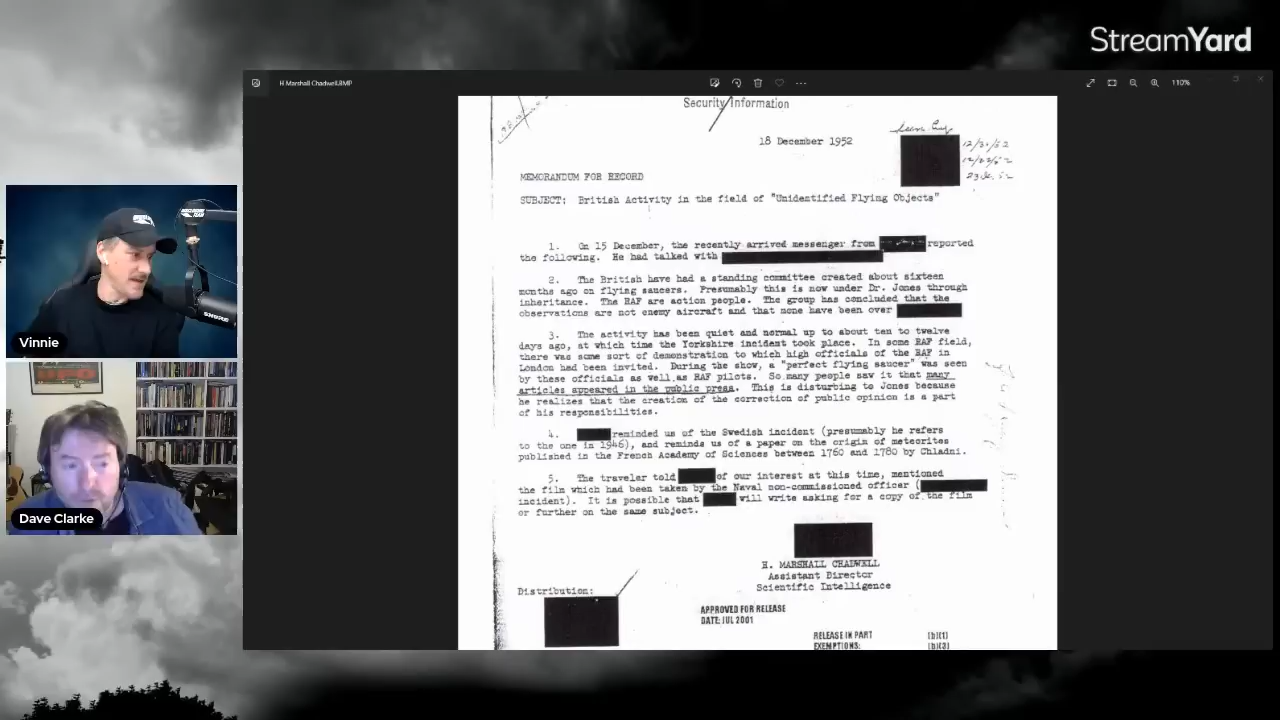 StreamYard
H Marshall Chadwell.BMP
110%
Security Information
18 December 1952
12/31/52
MEMORANDUM FOR RECORD
SUBJECT: British Activity in the field of "Unidentified Flying Objects"
1. On 15 December, the recently arrived messenger from reported
the following. He had talked with
2. The British have had a standing committee created about sixteen
months ago on flying saucers. Presumably this is now under Dr. Jones through
inheritance. The RAF are action people. The group has concluded that the
observations are not enemy aircraft and that none have been over
3. The activity has been quiet and normal up to about ten to twelve
days ago, at which time the Yorkshire incident took place. In some RAF field,
there was some sort of demonstration to which high officials of the RAF in
London had been invited. During the show, a "perfect flying saucer" was seen
by these officials as well as RAF pilots. So many people saw it that many
articles appeared in the public press. This is disturbing to Jones because
he realizes that the creation of the correction of public opinion is a part
of his responsibilities.
4. reminded us of the Swedish incident (presumably he refers
to the one in 1946), and reminds us of a paper on the origin of meteorites
published in the French Academy of Sciences between 1760 and 1780 by Chladni.
5. The traveler told of our interest at this time, mentioned
the film which had been taken by the Naval non-commissioned officer (
incident). It is possible that will write asking for a copy of the film
or further on the same subject.
H. MARSHALL CHADWELL
Assistant Director
Scientific Intelligence
Distribution:
APPROVED FOR RELEASE
DATE: JUL 2001
RELEASE IN PART
EXEMPTIONS:
(b)(1)
(b)(3)
Vinnie
Dave Clarke